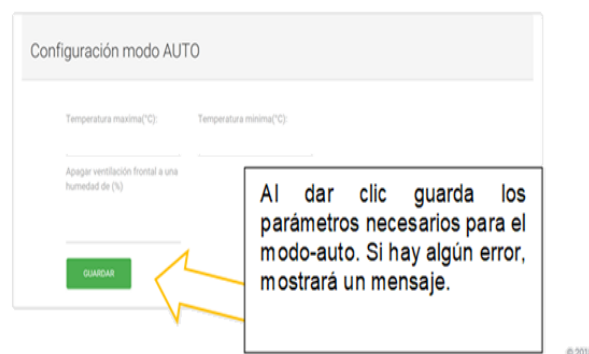 Configuración modo AUTO
Temperatura maxima(°C): Temperatura minima(°C):
Apagar ventilación frontal a una
humedad de (%)
GUARDAR
Al dar clic guarda los
parámetros necesarios para el
modo-auto. Si hay algún error,
mostrará un mensaje.